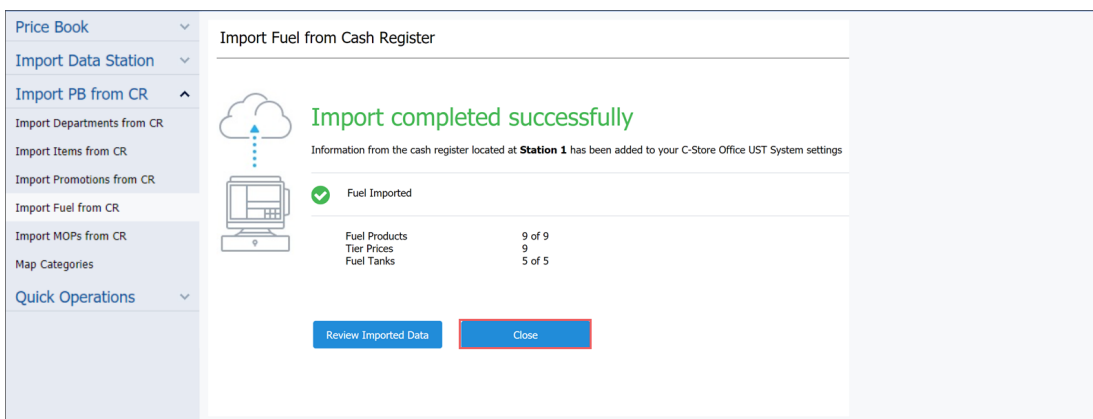 Price Book
Import Data Station
Import PB from CR
Import Departments from CR
Import Items from CR
Import Promotions from CR
Import Fuel from CR
Import MOPs from CR
Map Categories
Quick Operations
Import Fuel from Cash Register
Import completed successfully
Information from the cash register located at Station 1 has been added to your C-Store Office UST System settings
Fuel Imported
Fuel Products 9 of 9
Tier Prices 9
Fuel Tanks 5 of 5
Review Imported Data Close